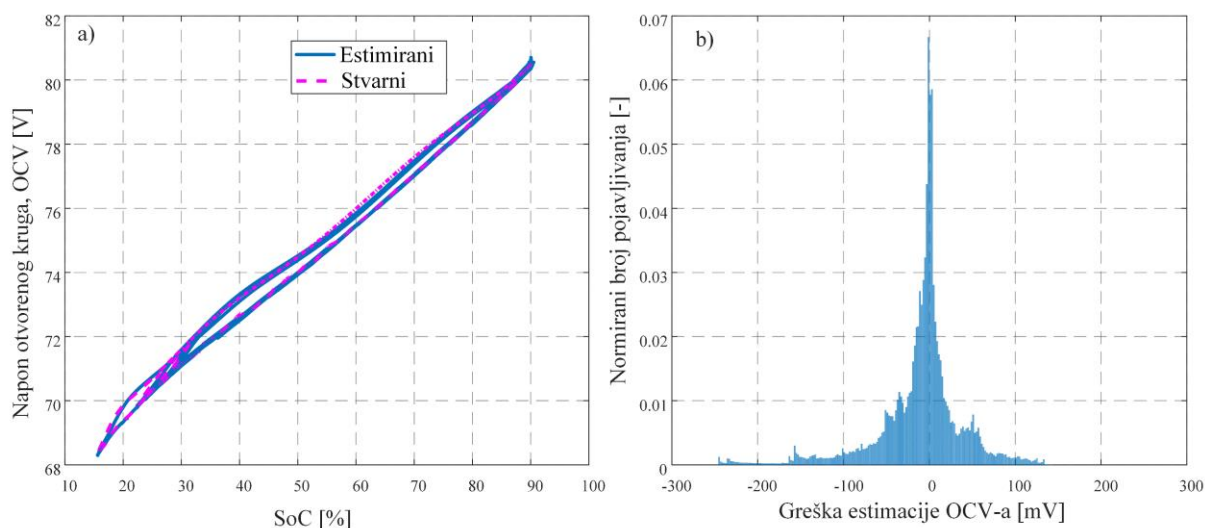 a)
Estimirani
Stvarni
Napon otvorenog kruga, OCV [V]
82
80
78
76
74
72
70
68
10 20 30 40 50 60 70 80 90 100
SoC [%]
b)
Normirani broj pojavljivanja [-]
0.07
0.06
0.05
0.04
0.03
0.02
0.01
0
-300 -200 -100 0 100 200 300
Greška estimacije OCV-a [mV]